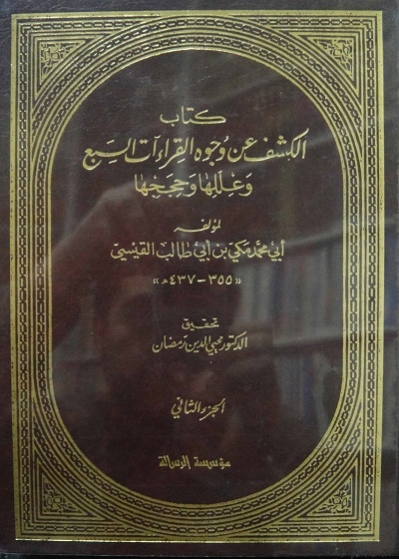 كتاب
الكشف عن وجوه القراءات السبع
وعللها وحججها
لمؤلفه
أبي محمد مكي بن أبي طالب القيسي
«٣٥٥ - ٤٣٧ هـ»
تحقيق
الدكتور محيي الدين رمضان
الجزء الثاني
مؤسسة الرسالة